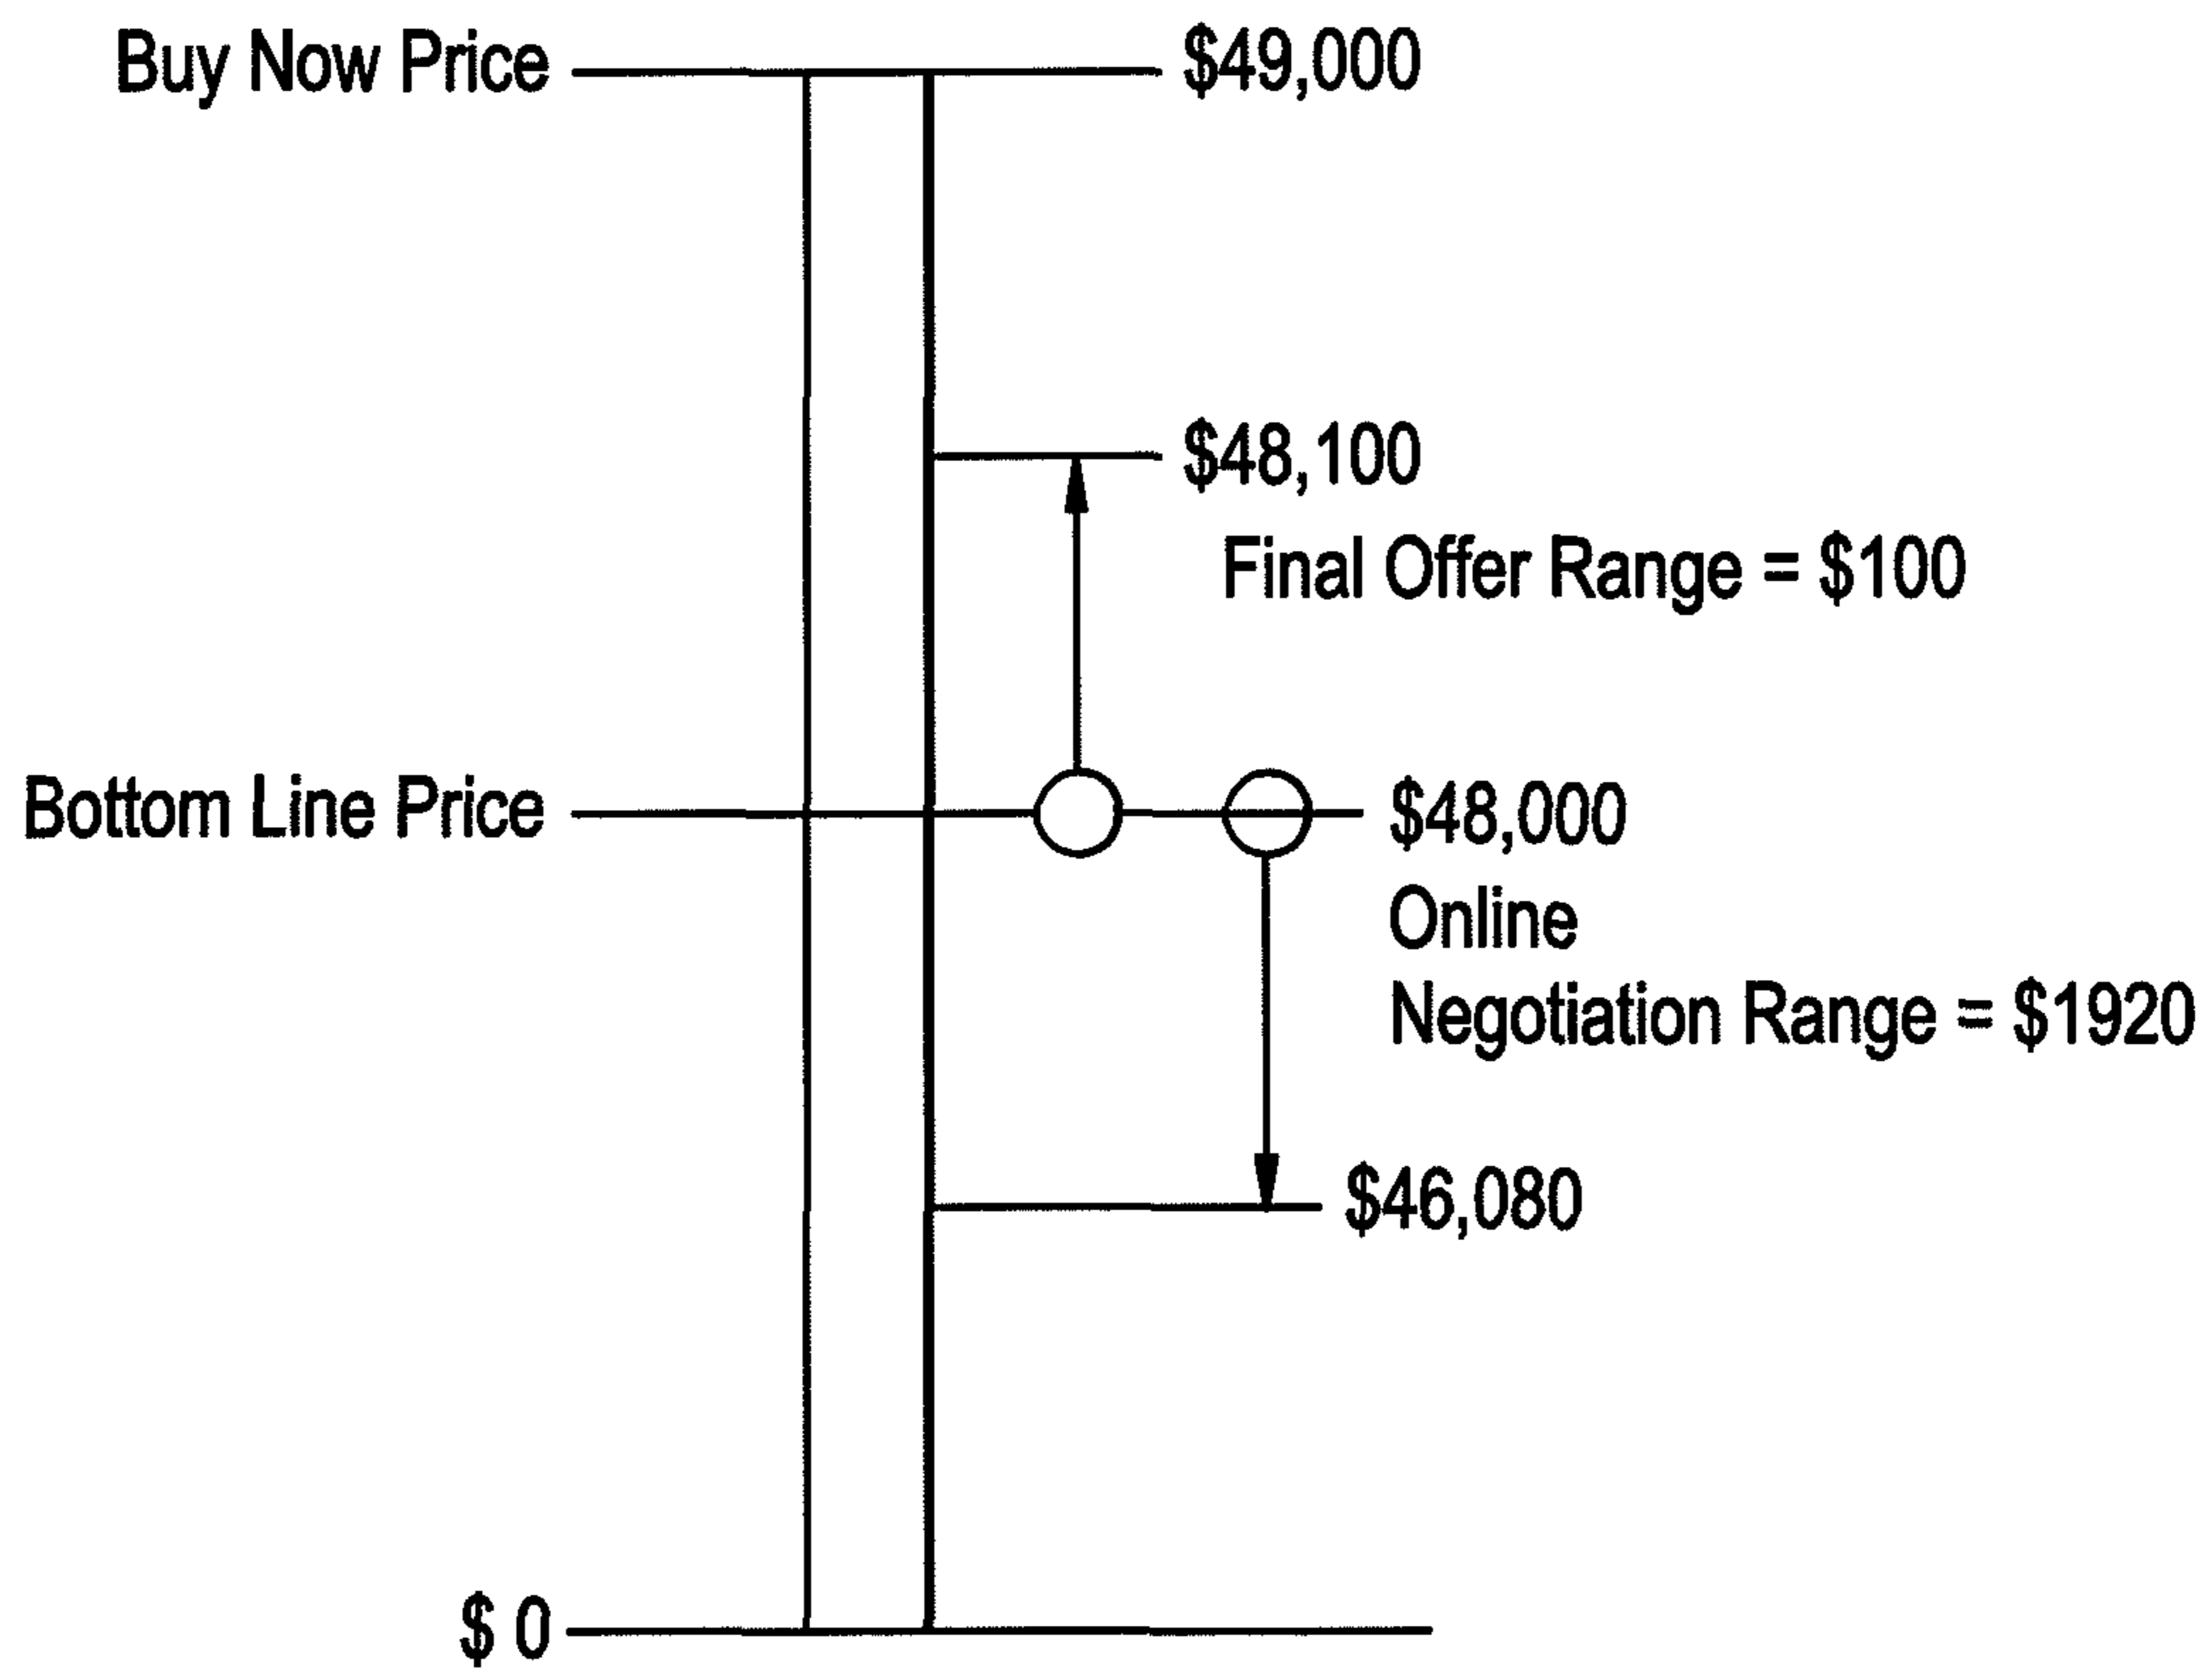 Buy Now Price
$49,000
$48,100
Final Offer Range = $100
Bottom Line Price
$48,000
Online
Negotiation Range = $1920
$46,080
$ 0